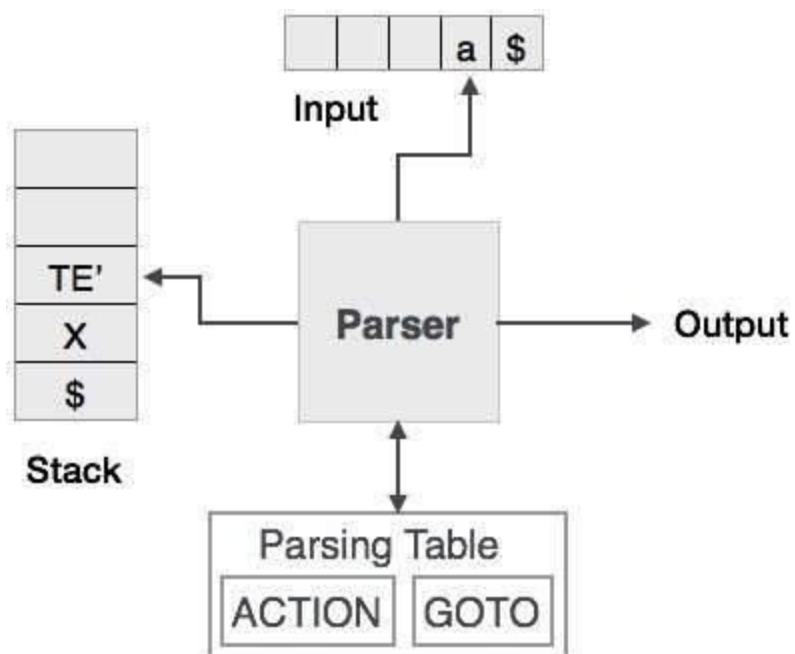 a $
Input
TE’
X
$
Stack
Parser
Output
Parsing Table
ACTION GOTO